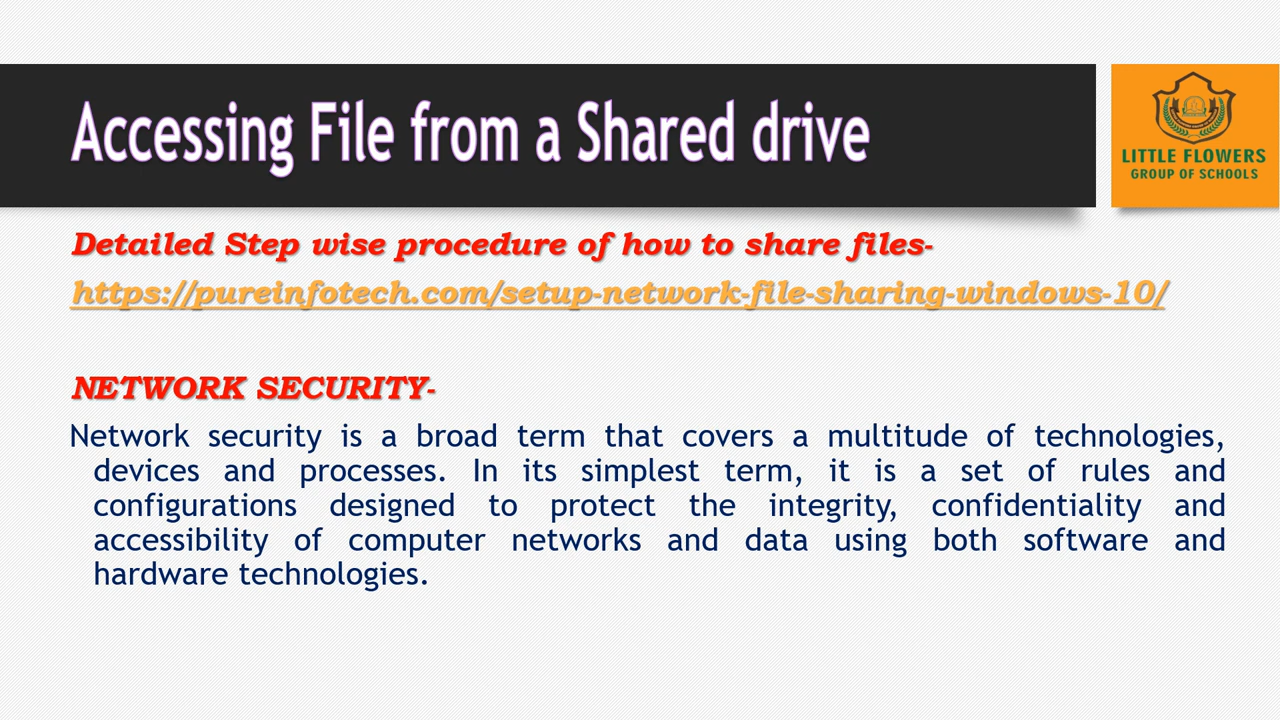 Accessing File from a Shared drive
LITTLE FLOWERS
GROUP OF SCHOOLS
Detailed Step wise procedure of how to share files-
https://pureinfotech.com/setup-network-file-sharing-windows-10/
NETWORK SECURITY-
Network security is a broad term that covers a multitude of technologies,
devices and processes. In its simplest term, it is a set of rules and
configurations designed to protect the integrity, confidentiality and
accessibility of computer networks and data using both software and
hardware technologies.